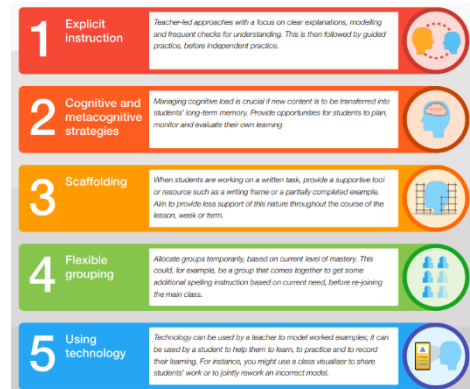 1
Explicit
instruction
Teacher-led approaches with a focus on clear explanations, modelling
and frequent checks for understanding. This is then followed by guided
practice, before independent practice.
2
Cognitive and
metacognitive
strategies
Managing cognitive load is crucial if new content is to be transferred into
students' long-term memory. Provide opportunities for students to plan,
monitor and evaluate their own learning.
3
Scaffolding
When students are working on a written task, provide a supportive tool
or resource such as a writing frame or a partially completed example.
Aim to provide less support of this nature throughout the course of the
lesson, week or term.
4
Flexible
grouping
Allocate groups temporarily, based on current level of mastery. This
could, for example, be a group that comes together to get some
additional spelling instruction based on current need, before re-joining
the main class.
5
Using
technology
Technology can be used by a teacher to model worked examples; it can
be used by a student to help them to learn, to practice and to record
their learning. For instance, you might use a class visualiser to share
students' work or to jointly rework an incorrect model.